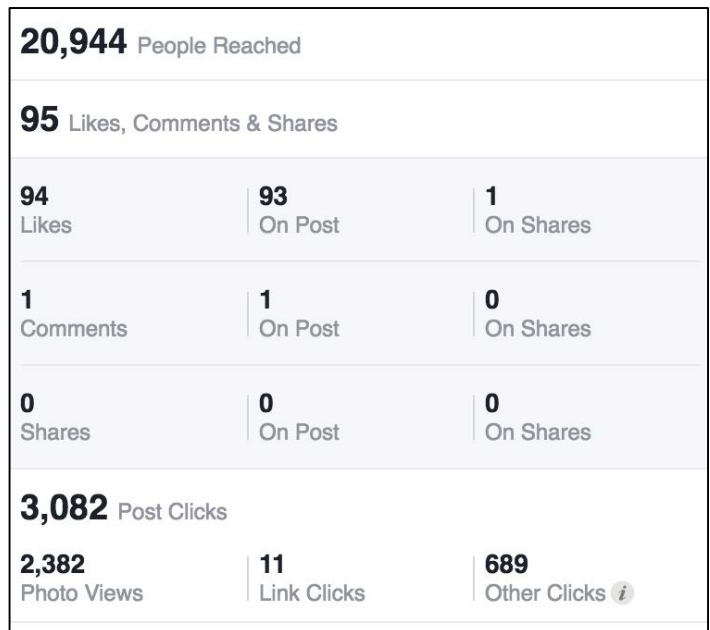 20,944 People Reached
95 Likes, Comments & Shares
94 93 1
Likes On Post On Shares
1 1 0
Comments On Post On Shares
0 0 0
Shares On Post On Shares
3,082 Post Clicks
2,382 11 689
Photo Views Link Clicks Other Clicks i